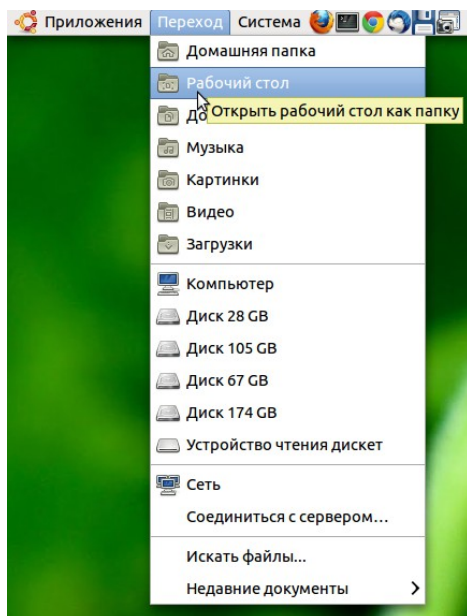 Приложения Переход Система
Домашняя папка
Рабочий стол
До
Открыть рабочий стол как папку
Музыка
Картинки
Видео
Загрузки
Компьютер
Диск 28 GB
Диск 105 GB
Диск 67 GB
Диск 174 GB
Устройство чтения дискет
Сеть
Соединиться с сервером...
Искать файлы...
Недавние документы